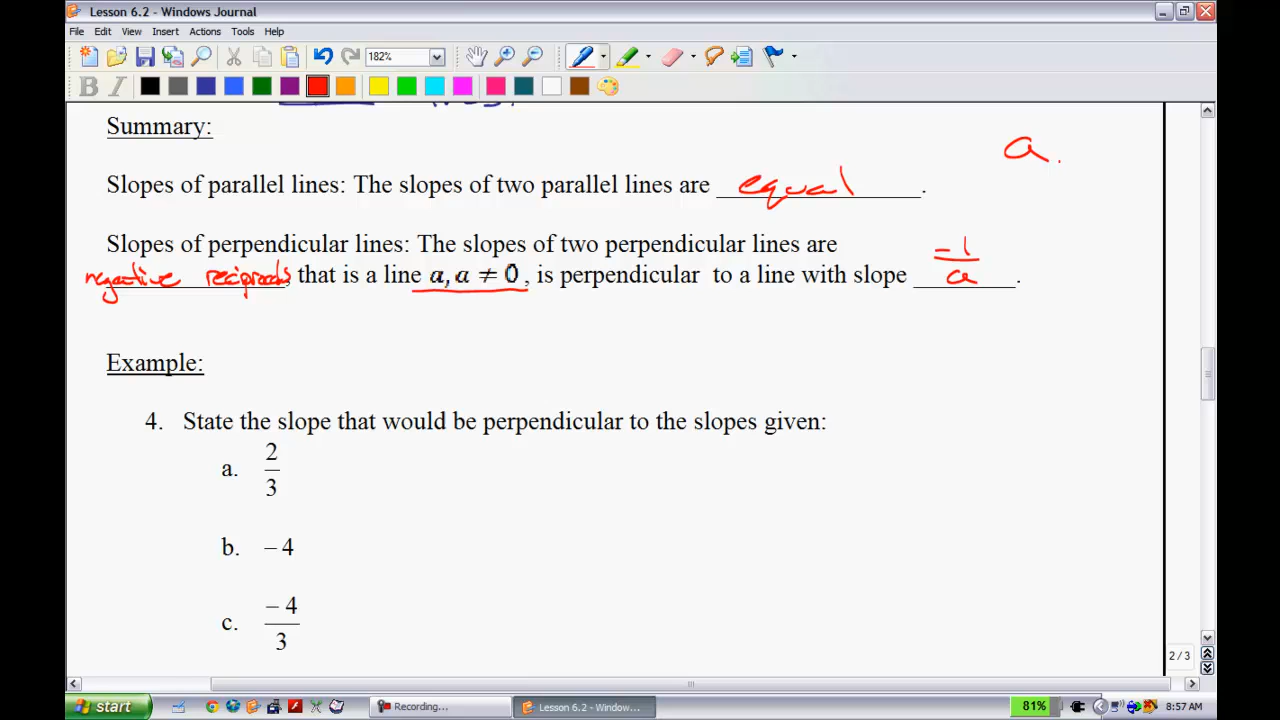 Lesson 6.2 - Windows Journal
File Edit View Insert Actions Tools Help
182%
B I
Summary:
a.
Slopes of parallel lines: The slopes of two parallel lines are equal.
Slopes of perpendicular lines: The slopes of two perpendicular lines are
negative reciprocals, that is a line a, a ≠ 0, is perpendicular to a line with slope -1/a.
Example:
4. State the slope that would be perpendicular to the slopes given:
a. 2/3
b. -4
c. -4/3
2 / 3
start
Recording...
Lesson 6.2 - Window...
81%
8:57 AM